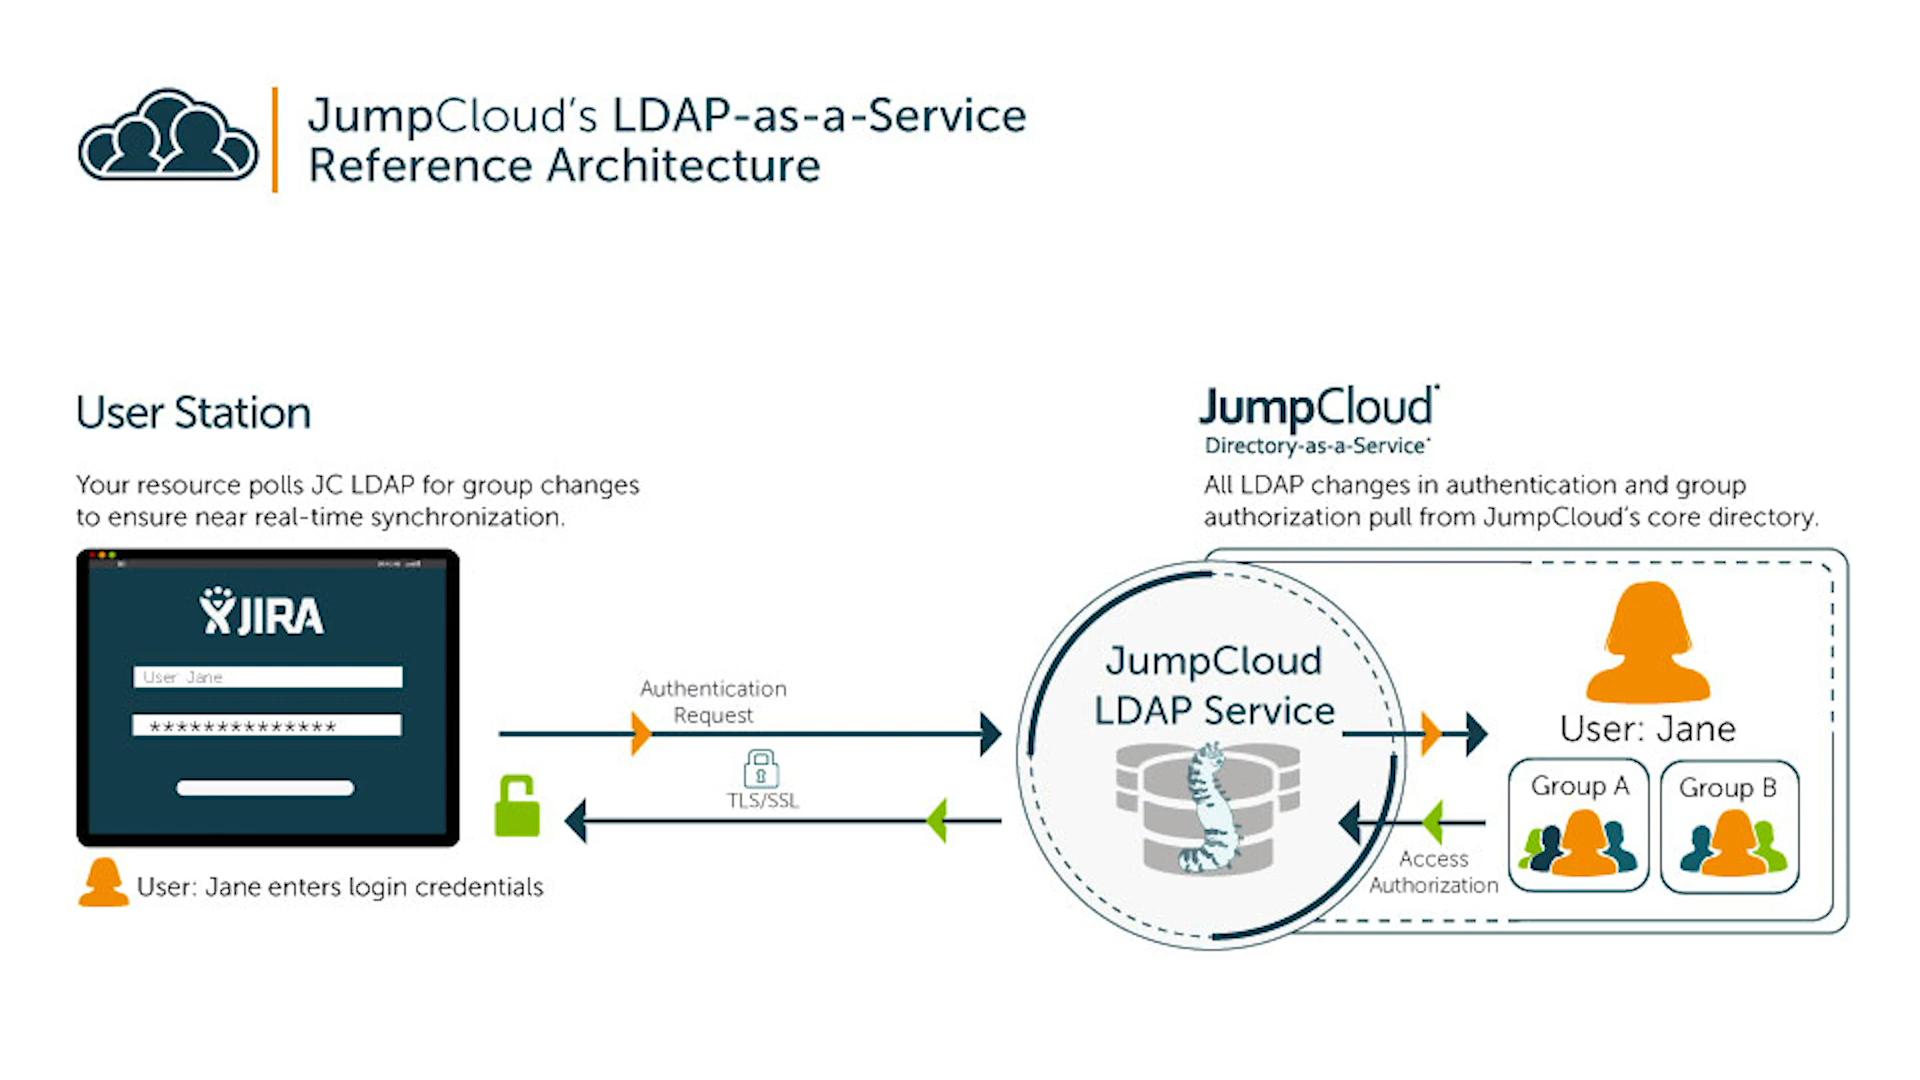 JumpCloud's LDAP-as-a-Service
Reference Architecture
User Station
Your resource polls JC LDAP for group changes
to ensure near real-time synchronization.
JIRA
User: Jane
**************
User: Jane enters login credentials
Authentication
Request
TLS/SSL
JumpCloud
Directory-as-a-Service
All LDAP changes in authentication and group
authorization pull from JumpCloud's core directory.
JumpCloud
LDAP Service
User: Jane
Group A
Group B
Access
Authorization